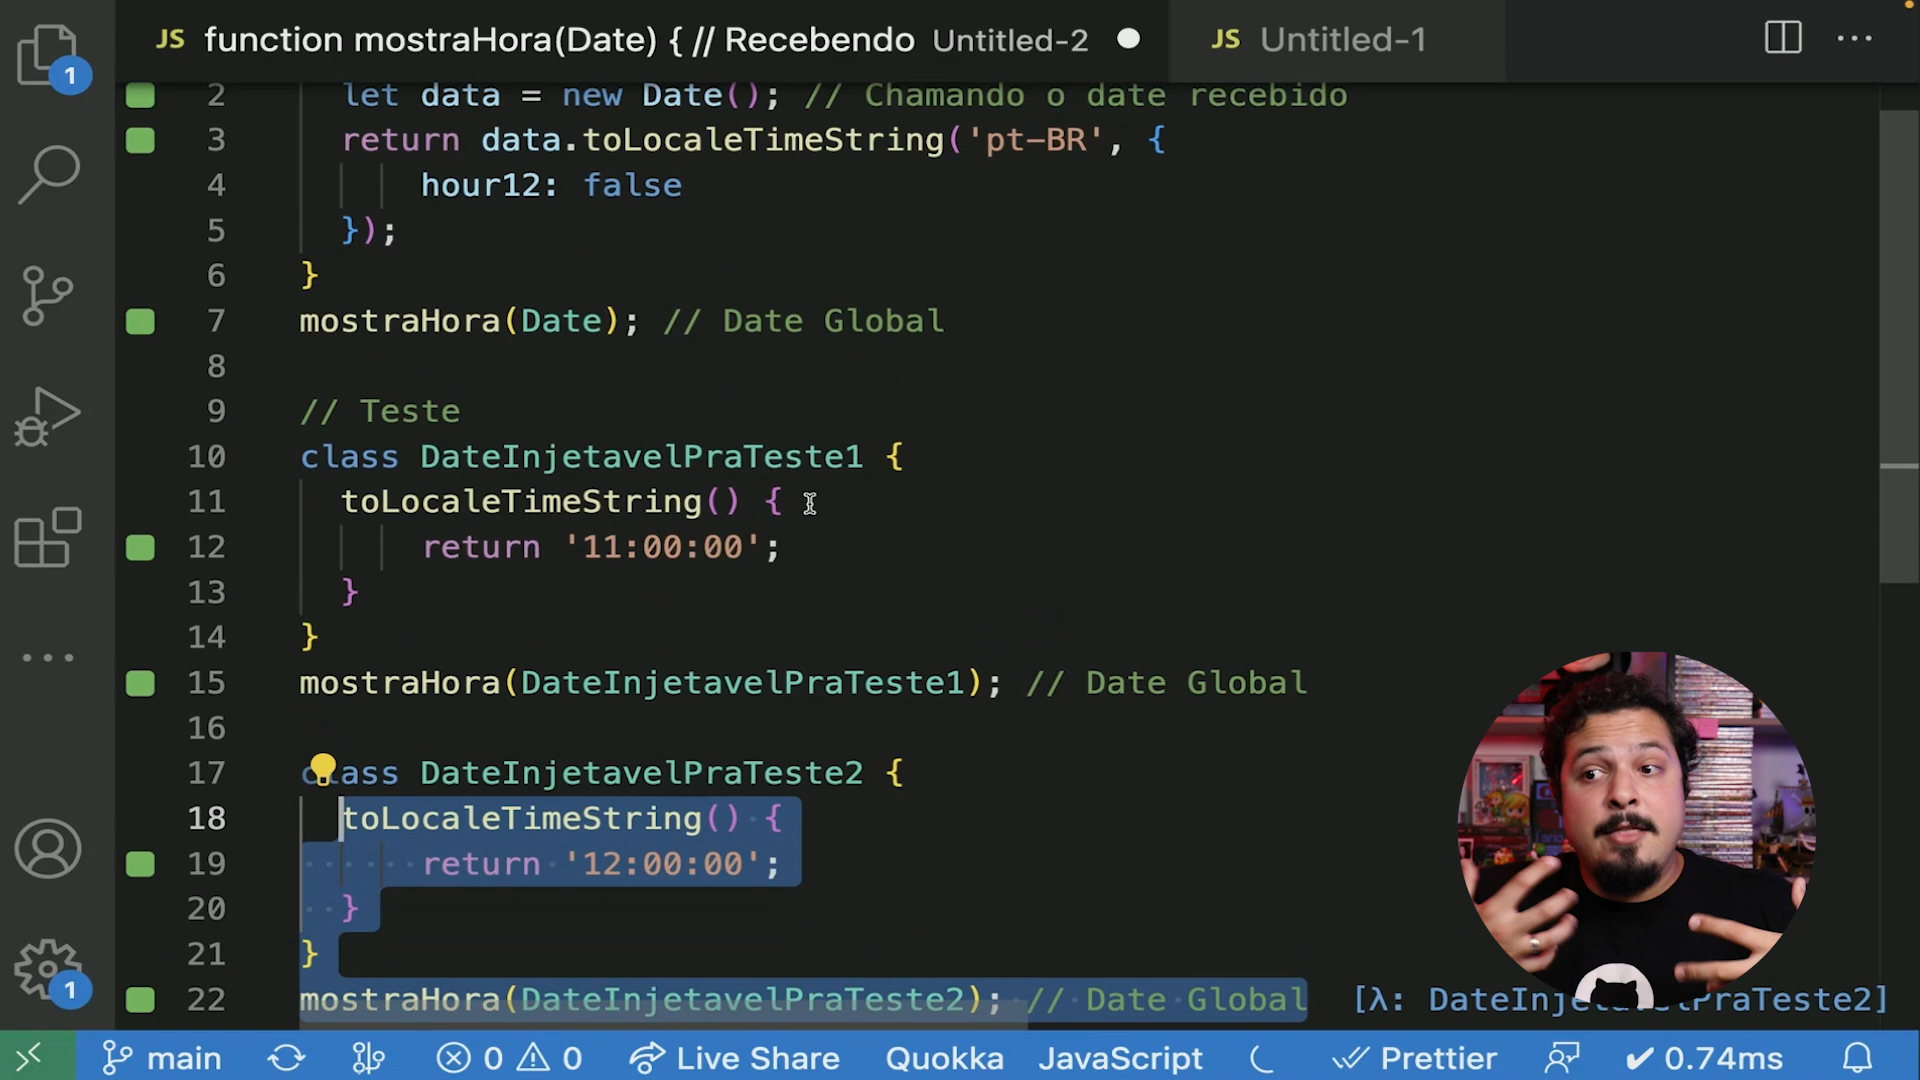 JS function mostraHora(Date) { // Recebendo Untitled-2
JS Untitled-1
1
2 let data = new Date(); // Chamando o date recebido
3 return data.toLocaleTimeString('pt-BR', {
4 hour12: false
5 });
6 }
7 mostraHora(Date); // Date Global
8
9 // Teste
10 class DateInjetavelPraTeste1 {
11 toLocaleTimeString() {
12 return '11:00:00';
13 }
14 }
15 mostraHora(DateInjetavelPraTeste1); // Date Global
16
17 class DateInjetavelPraTeste2 {
18 toLocaleTimeString() {
19 return '12:00:00';
20 }
21 }
22 mostraHora(DateInjetavelPraTeste2); // Date Global [λ: DateInjetavelPraTeste2]
1
main 0 0 Live Share Quokka JavaScript Prettier 0.74ms